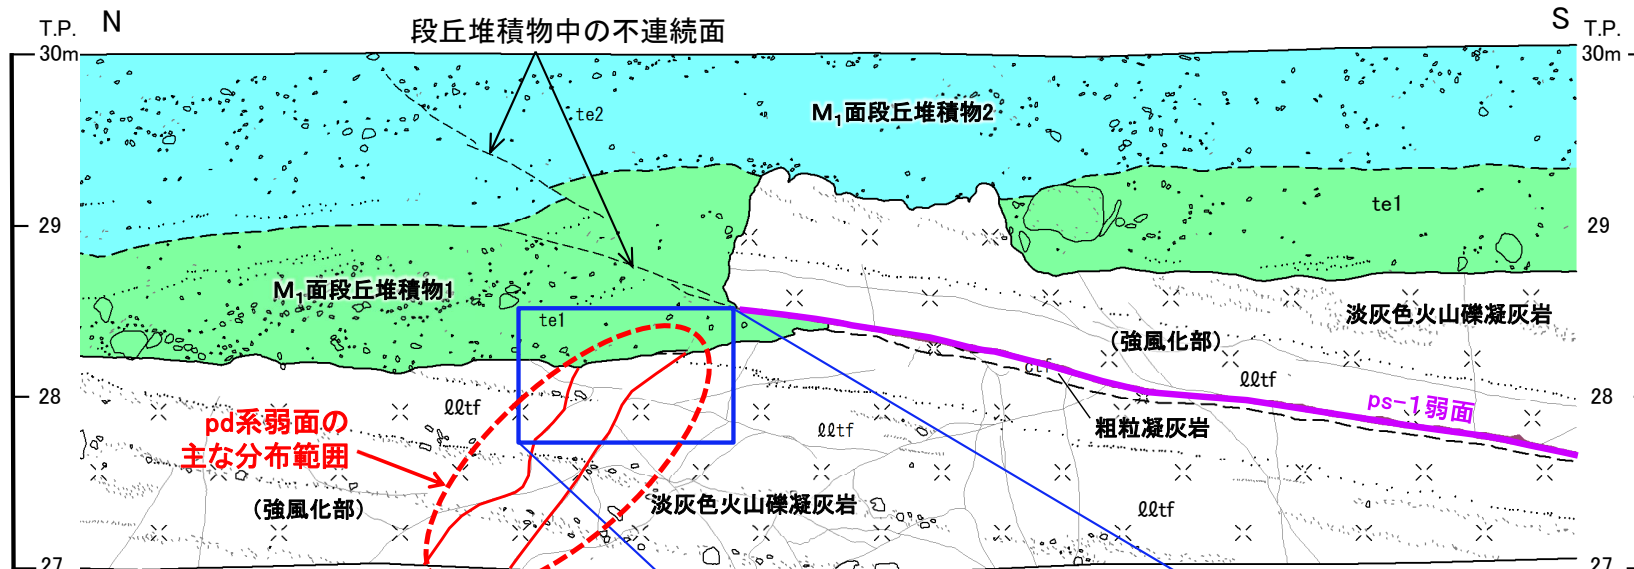 T.P.
N
S
T.P.
30m
段丘堆積物中の不連続面
30m
te2
M₁面段丘堆積物2
29
te1
29
M₁面段丘堆積物1
te1
淡灰色火山礫凝灰岩
(強風化部)
ctf
ℓℓtf
28
ℓℓtf
ps-1弱面
28
pd系弱面の
主な分布範囲
ℓℓtf
粗粒凝灰岩
(強風化部)
淡灰色火山礫凝灰岩
ℓℓtf
27
27